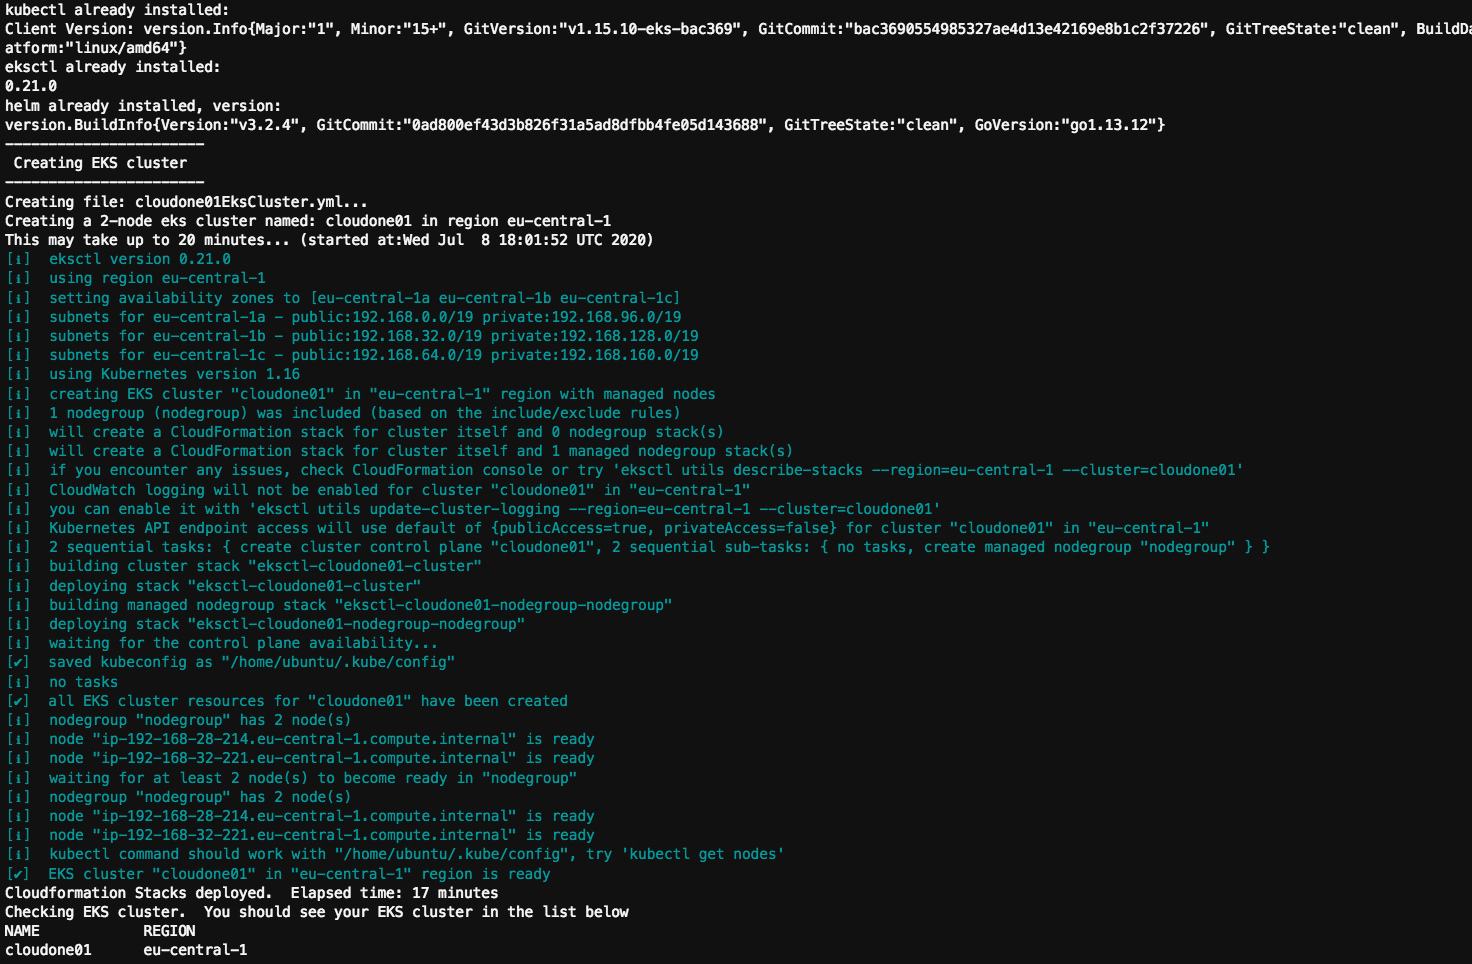 kubectl already installed:
Client Version: version.Info{Major:"1", Minor:"15+", GitVersion:"v1.15.10-eks-bac369", GitCommit:"bac3690554985327ae4d13e42169e8b1c2f37226", GitTreeState:"clean", BuildDa
atform:"linux/amd64"}
eksctl already installed:
0.21.0
helm already installed, version:
version.BuildInfo{Version:"v3.2.4", GitCommit:"0ad800ef43d3b826f31a5ad8dfbb4fe05d143688", GitTreeState:"clean", GoVersion:"go1.13.12"}
-----------------------
 Creating EKS cluster
-----------------------
Creating file: cloudone01EksCluster.yml...
Creating a 2-node eks cluster named: cloudone01 in region eu-central-1
This may take up to 20 minutes... (started at:Wed Jul  8 18:01:52 UTC 2020)
[ℹ]  eksctl version 0.21.0
[ℹ]  using region eu-central-1
[ℹ]  setting availability zones to [eu-central-1a eu-central-1b eu-central-1c]
[ℹ]  subnets for eu-central-1a - public:192.168.0.0/19 private:192.168.96.0/19
[ℹ]  subnets for eu-central-1b - public:192.168.32.0/19 private:192.168.128.0/19
[ℹ]  subnets for eu-central-1c - public:192.168.64.0/19 private:192.168.160.0/19
[ℹ]  using Kubernetes version 1.16
[ℹ]  creating EKS cluster "cloudone01" in "eu-central-1" region with managed nodes
[ℹ]  1 nodegroup (nodegroup) was included (based on the include/exclude rules)
[ℹ]  will create a CloudFormation stack for cluster itself and 0 nodegroup stack(s)
[ℹ]  will create a CloudFormation stack for cluster itself and 1 managed nodegroup stack(s)
[ℹ]  if you encounter any issues, check CloudFormation console or try 'eksctl utils describe-stacks --region=eu-central-1 --cluster=cloudone01'
[ℹ]  CloudWatch logging will not be enabled for cluster "cloudone01" in "eu-central-1"
[ℹ]  you can enable it with 'eksctl utils update-cluster-logging --region=eu-central-1 --cluster=cloudone01'
[ℹ]  Kubernetes API endpoint access will use default of {publicAccess=true, privateAccess=false} for cluster "cloudone01" in "eu-central-1"
[ℹ]  2 sequential tasks: { create cluster control plane "cloudone01", 2 sequential sub-tasks: { no tasks, create managed nodegroup "nodegroup" } }
[ℹ]  building cluster stack "eksctl-cloudone01-cluster"
[ℹ]  deploying stack "eksctl-cloudone01-cluster"
[ℹ]  building managed nodegroup stack "eksctl-cloudone01-nodegroup-nodegroup"
[ℹ]  deploying stack "eksctl-cloudone01-nodegroup-nodegroup"
[ℹ]  waiting for the control plane availability...
[✔]  saved kubeconfig as "/home/ubuntu/.kube/config"
[ℹ]  no tasks
[✔]  all EKS cluster resources for "cloudone01" have been created
[ℹ]  nodegroup "nodegroup" has 2 node(s)
[ℹ]  node "ip-192-168-28-214.eu-central-1.compute.internal" is ready
[ℹ]  node "ip-192-168-32-221.eu-central-1.compute.internal" is ready
[ℹ]  waiting for at least 2 node(s) to become ready in "nodegroup"
[ℹ]  nodegroup "nodegroup" has 2 node(s)
[ℹ]  node "ip-192-168-28-214.eu-central-1.compute.internal" is ready
[ℹ]  node "ip-192-168-32-221.eu-central-1.compute.internal" is ready
[ℹ]  kubectl command should work with "/home/ubuntu/.kube/config", try 'kubectl get nodes'
[✔]  EKS cluster "cloudone01" in "eu-central-1" region is ready
Cloudformation Stacks deployed.  Elapsed time: 17 minutes
Checking EKS cluster.  You should see your EKS cluster in the list below
NAME            REGION
cloudone01      eu-central-1